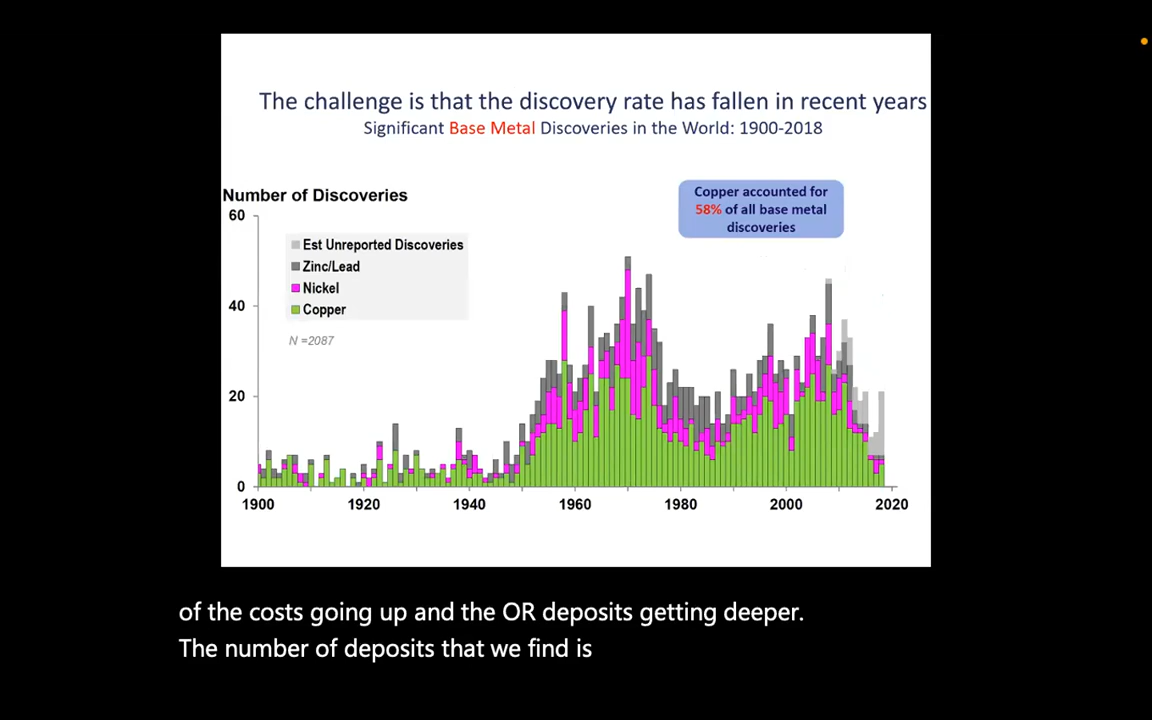 The challenge is that the discovery rate has fallen in recent years
Significant Base Metal Discoveries in the World: 1900-2018
Number of Discoveries
Copper accounted for
58% of all base metal
discoveries
60
Est Unreported Discoveries
Zinc/Lead
Nickel
Copper
40
N =2087
20
0
1900 1920 1940 1960 1980 2000 2020
of the costs going up and the OR deposits getting deeper.
The number of deposits that we find is